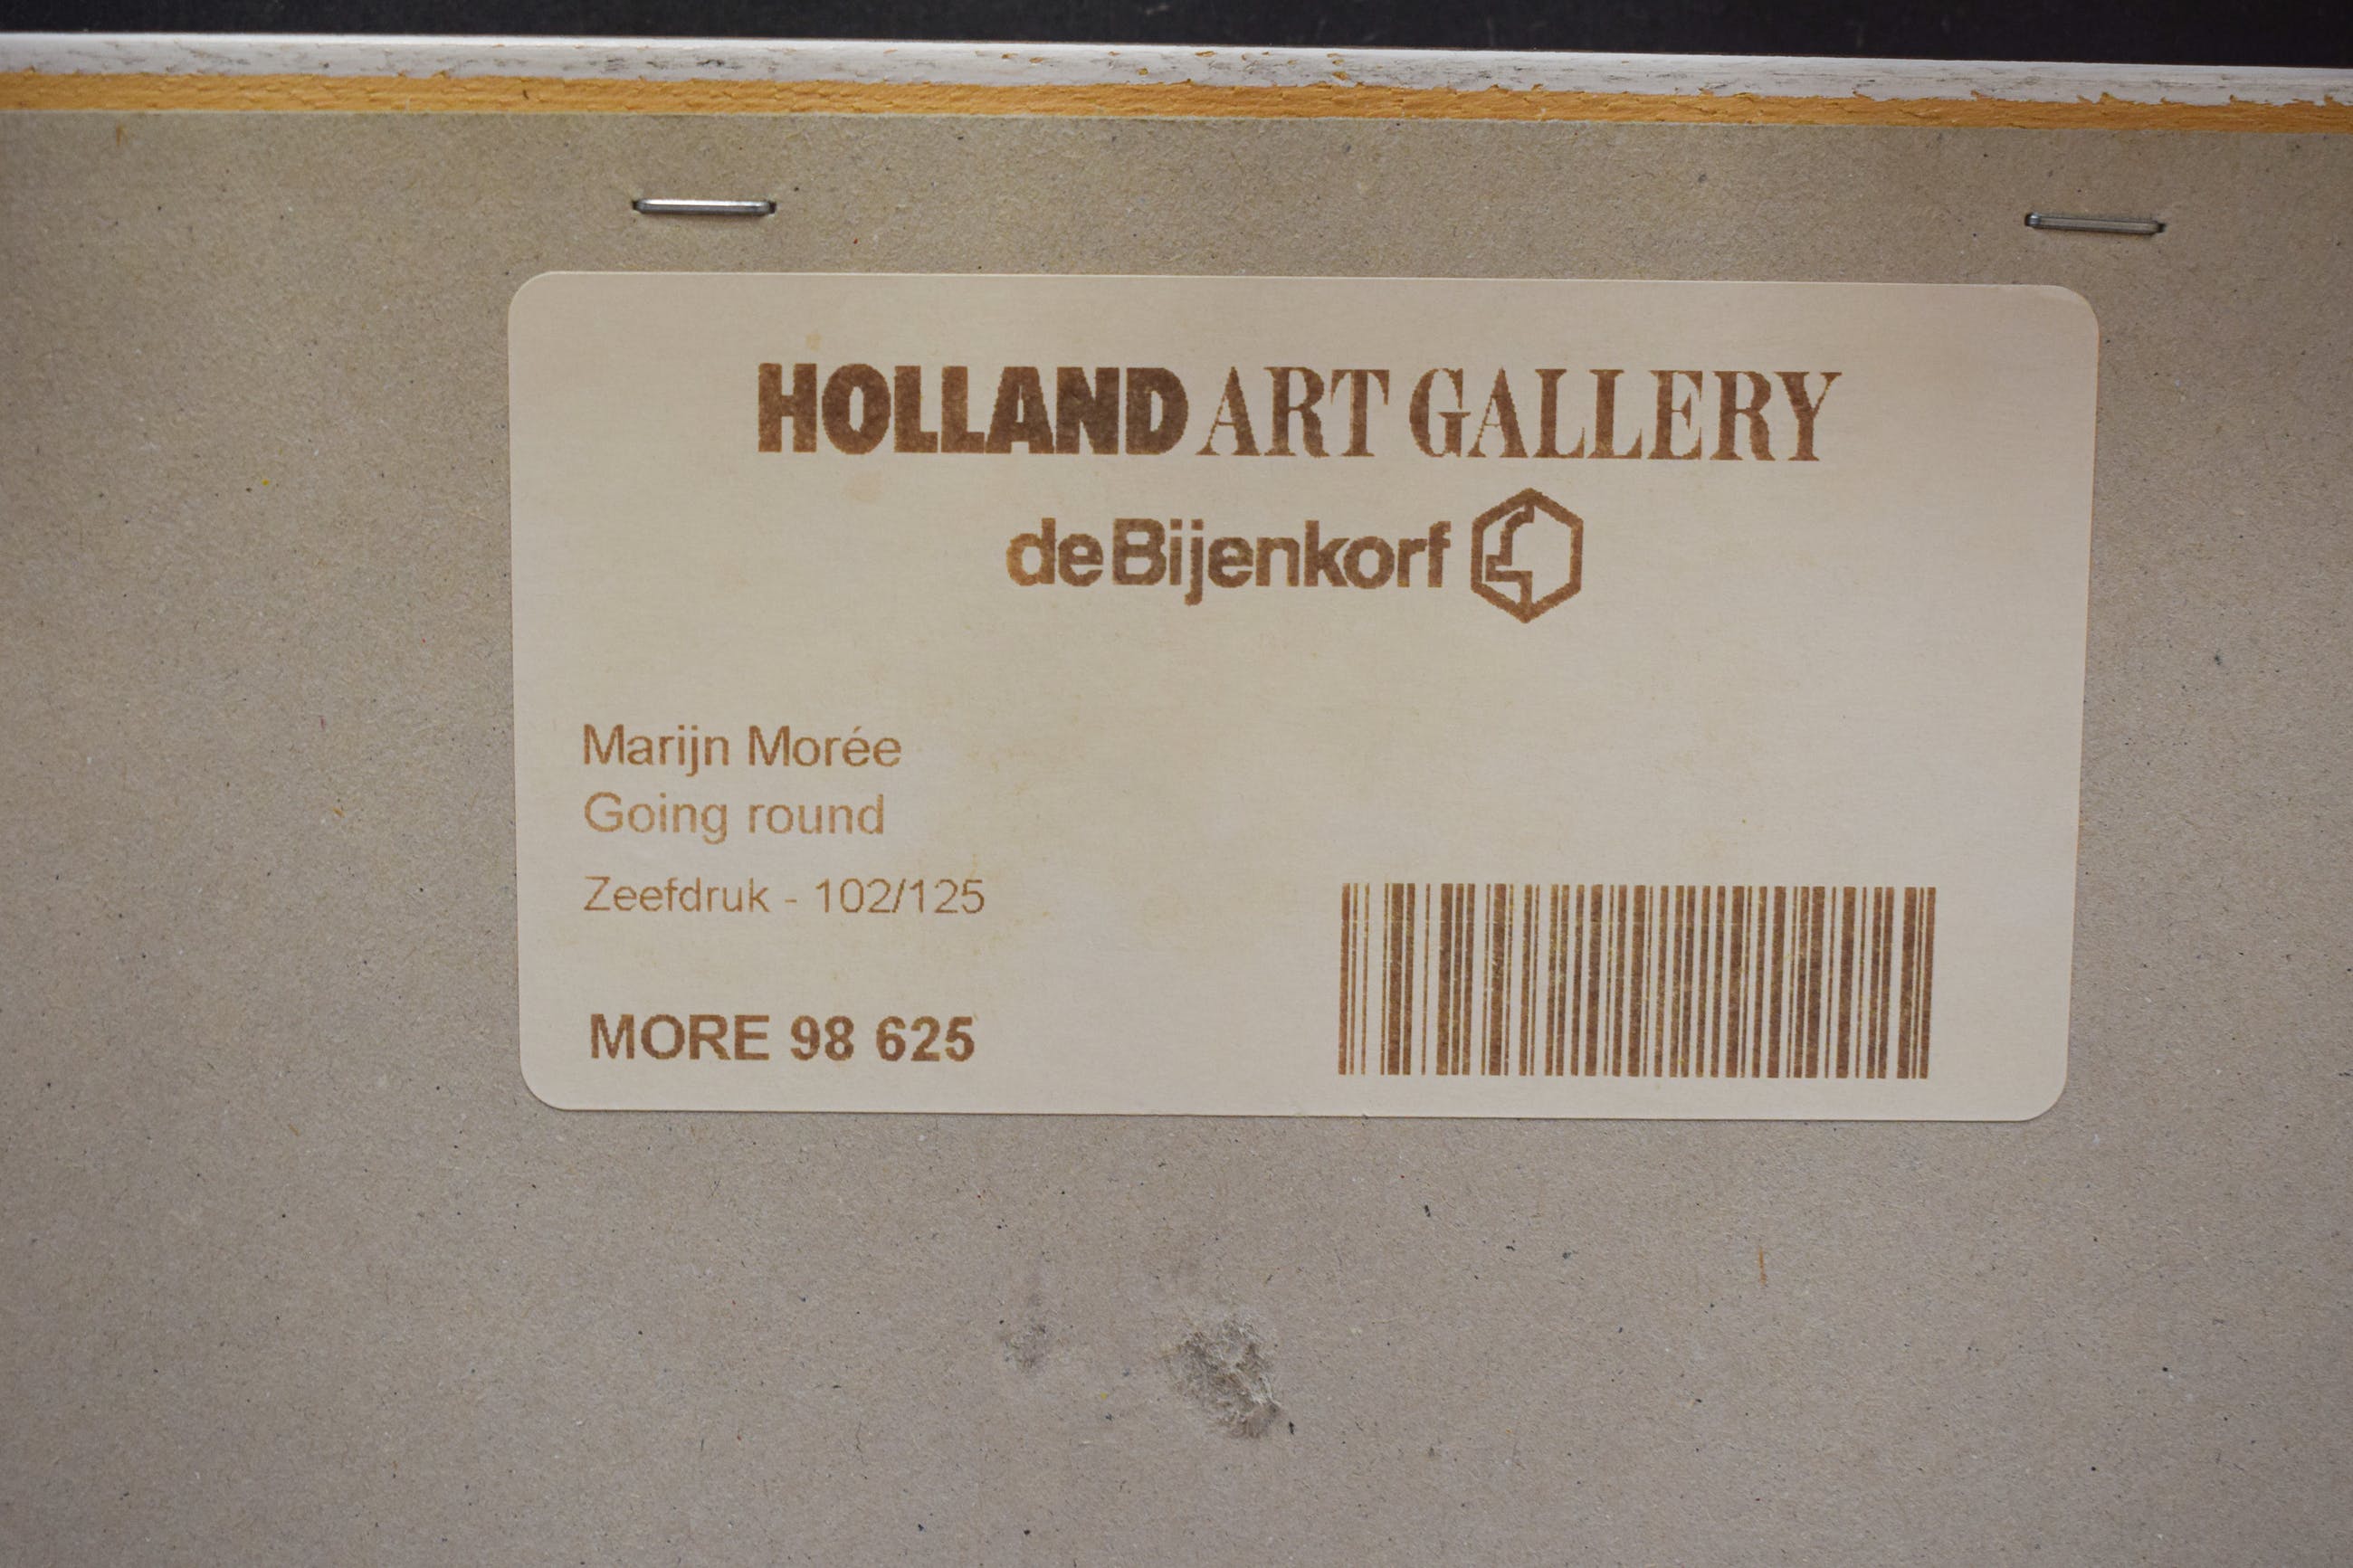 HOLLAND ART GALLERY
de Bijenkorf
Marijn Morée
Going round
Zeefdruk - 102/125
MORE 98 625